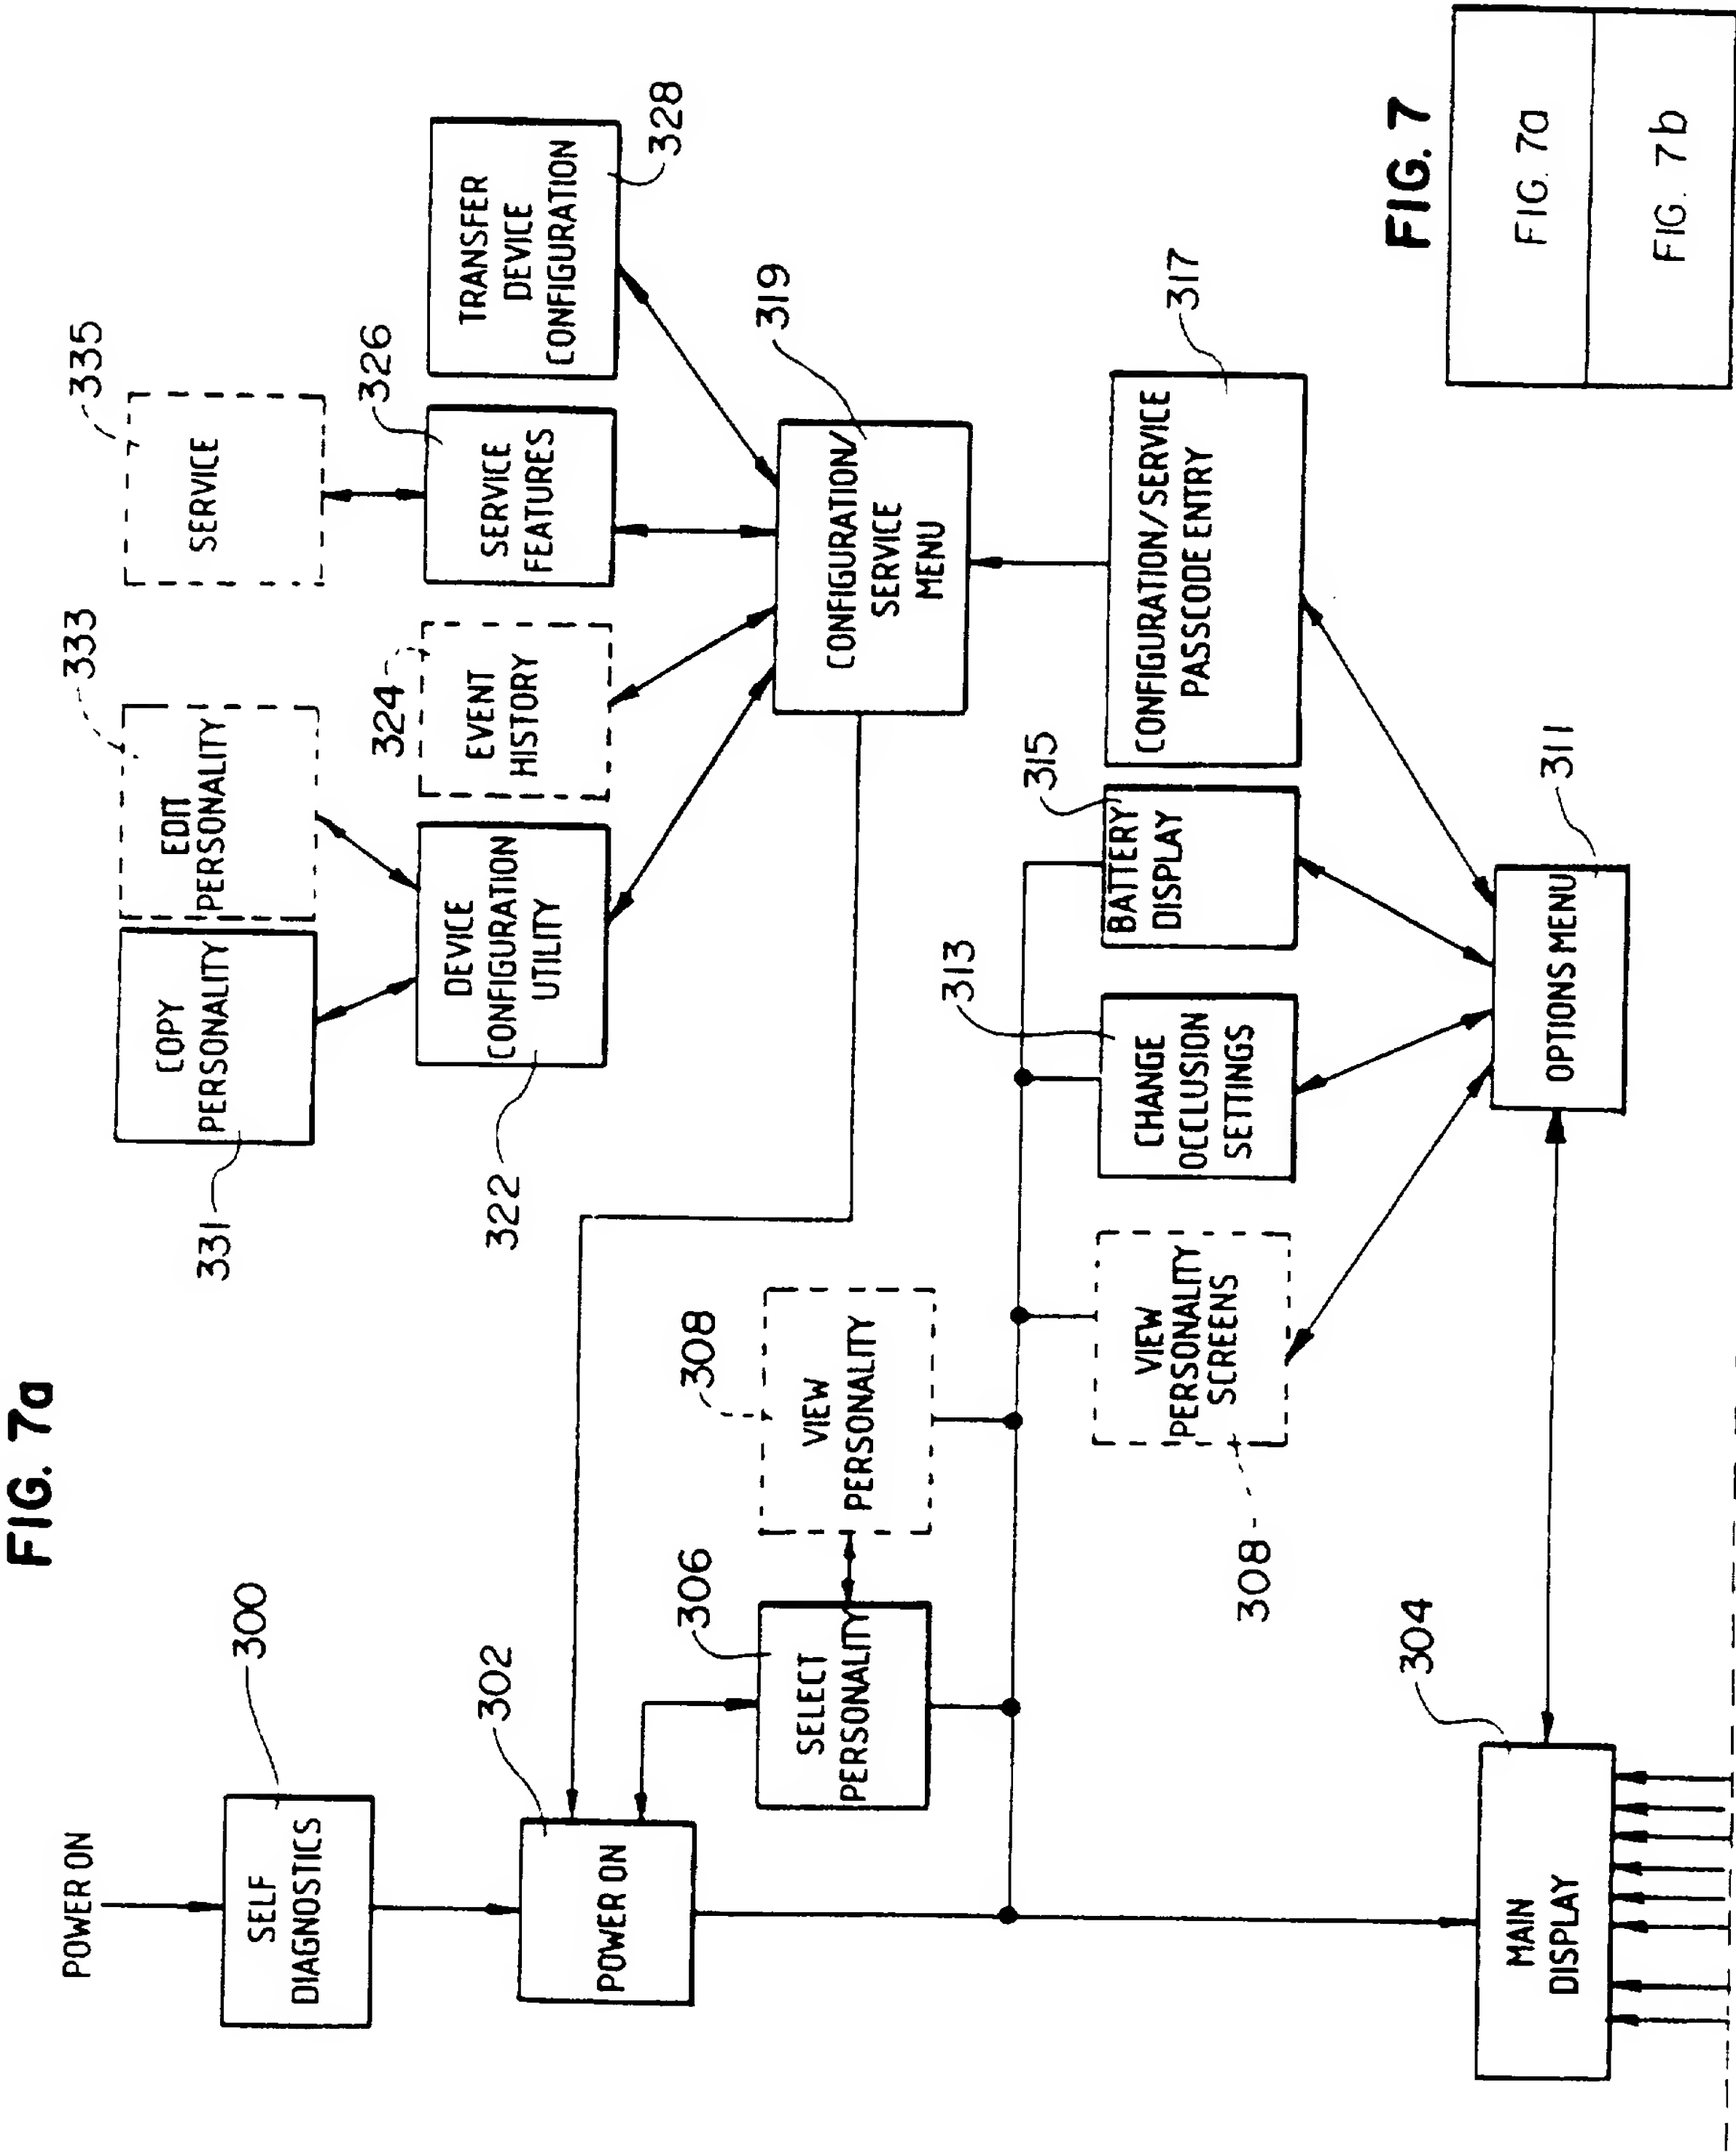 FIG. 7a
POWER ON
300
SELF
DIAGNOSTICS
302
POWER ON
306
SELECT
PERSONALITY
308
VIEW
PERSONALITY
331
COPY
PERSONALITY
333
EDIT
PERSONALITY
335
SERVICE
322
DEVICE
CONFIGURATION
UTILITY
324
EVENT
HISTORY
326
SERVICE
FEATURES
TRANSFER
DEVICE
CONFIGURATION
328
319
CONFIGURATION/
SERVICE
MENU
308
VIEW
PERSONALITY
SCREENS
313
CHANGE
OCCLUSION
SETTINGS
315
BATTERY
DISPLAY
317
CONFIGURATION/SERVICE
PASSCODE ENTRY
304
MAIN
DISPLAY
311
OPTIONS MENU
FIG. 7
FIG. 7a
FIG. 7b